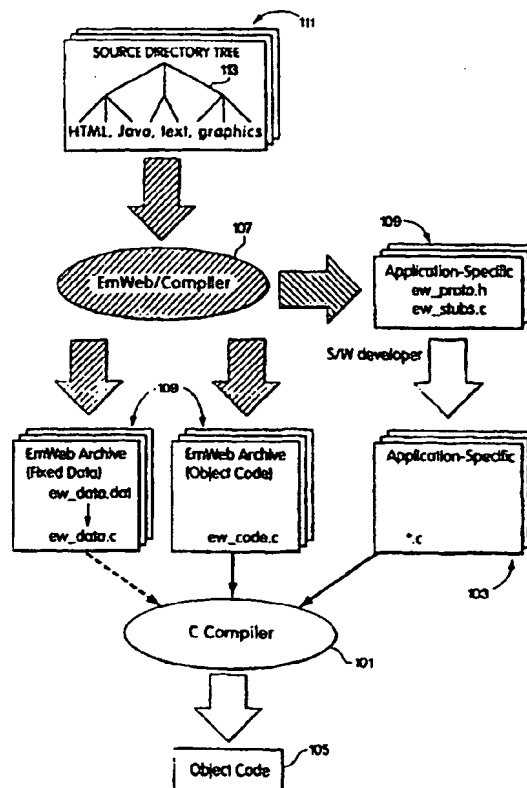 111
SOURCE DIRECTORY TREE
113
HTML, Java, text, graphics
107
EmWeb/Compiler
109
Application-Specific
ew_proto.h
ew_stubs.c
S/W developer
109
EmWeb Archive
(Fixed Data)
ew_data.dat
ew_data.c
EmWeb Archive
(Object Code)
ew_code.c
Application-Specific
*.c
103
C Compiler
101
105
Object Code